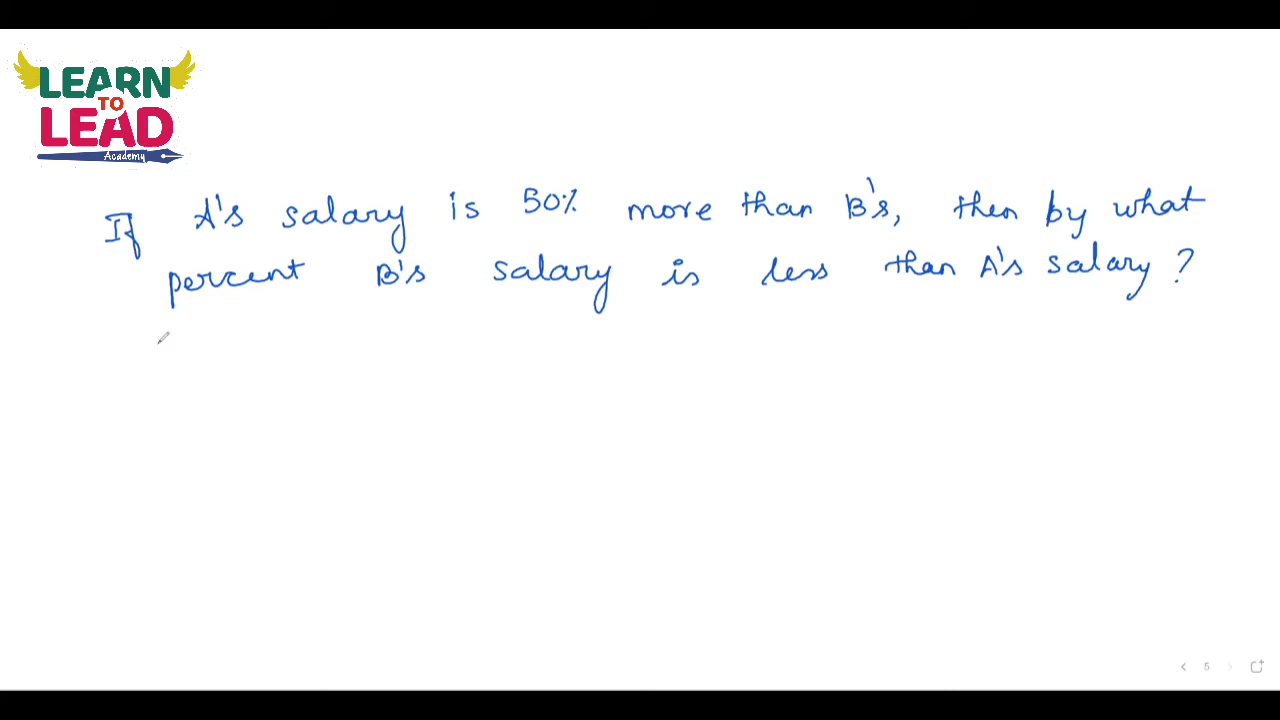 LEARN
TO
LEAD
Academy
If A's salary is 50% more than B's, then by what
percent B's salary is less than A's salary ?
5